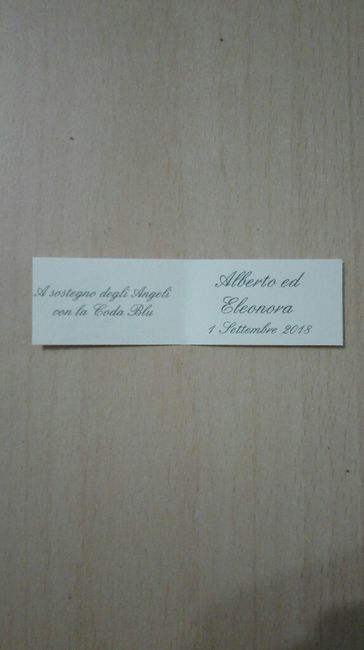 A sostegno degli Angeli
con la Coda Blu
Alberto ed
Eleonora
1 Settembre 2018